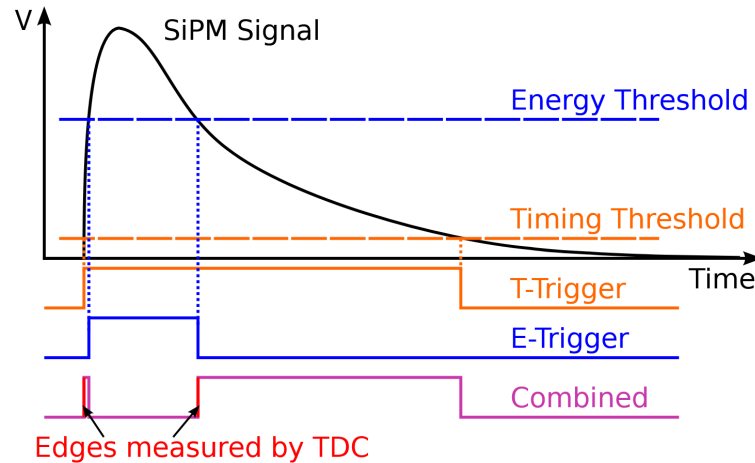 V
SiPM Signal
Energy Threshold
Timing Threshold
Time
T-Trigger
E-Trigger
Combined
Edges measured by TDC